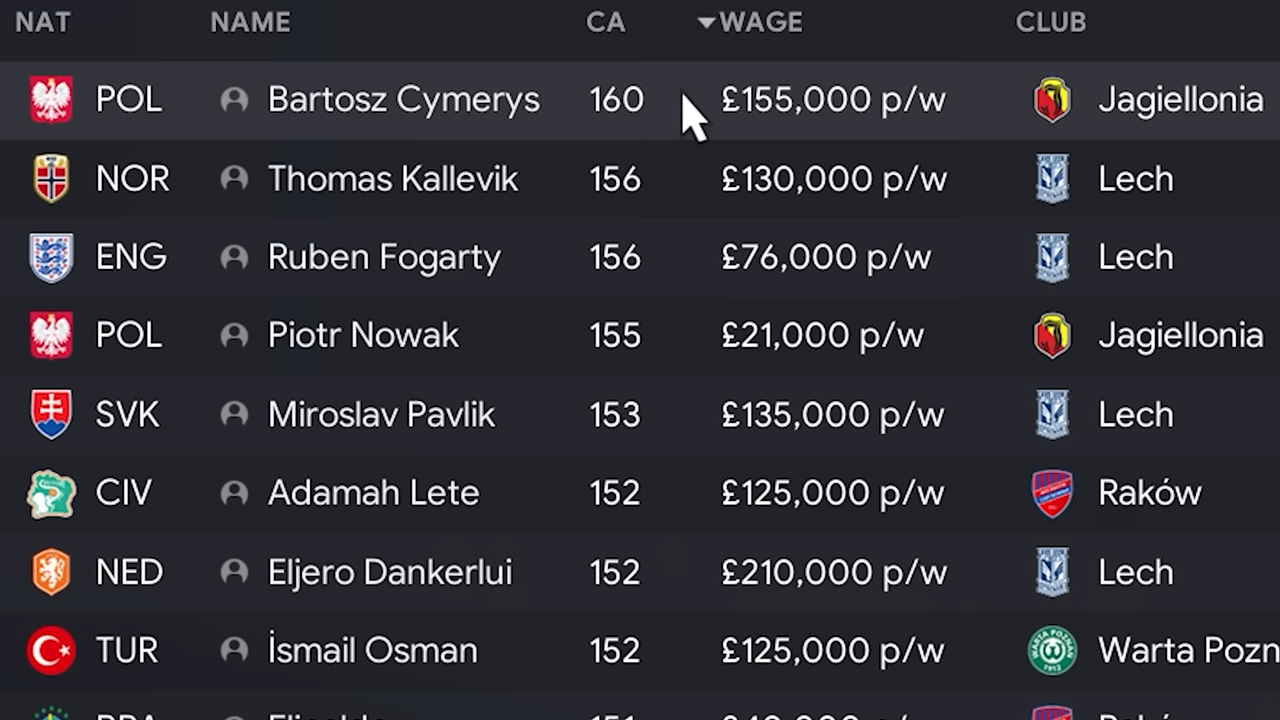 NAT NAME CA WAGE CLUB
POL Bartosz Cymerys 160 £155,000 p/w Jagiellonia
NOR Thomas Kallevik 156 £130,000 p/w Lech
ENG Ruben Fogarty 156 £76,000 p/w Lech
POL Piotr Nowak 155 £21,000 p/w Jagiellonia
SVK Miroslav Pavlik 153 £135,000 p/w Lech
CIV Adamah Lete 152 £125,000 p/w Raków
NED Eljero Dankerlui 152 £210,000 p/w Lech
TUR İsmail Osman 152 £125,000 p/w Warta Pozn